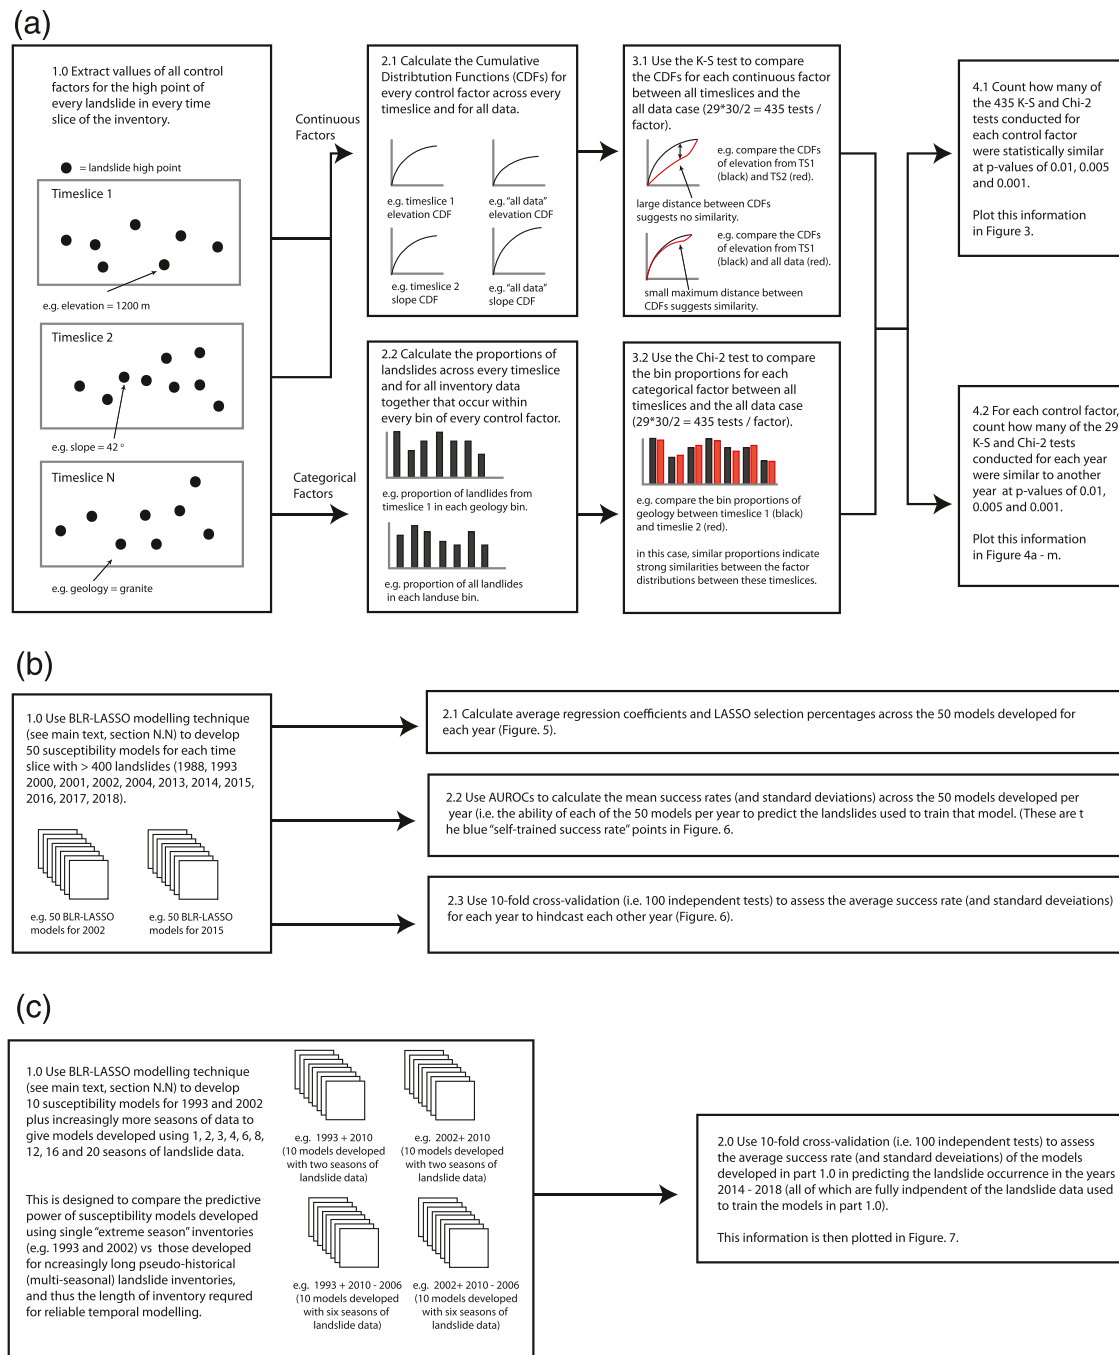 (a)
1.0 Extract vallues of all control
factors for the high point of
every landslide in every time
slice of the inventory.
= landslide high point
Timeslice 1
e.g. elevation = 1200 m
Timeslice 2
e.g. slope = 42 °
Timeslice N
e.g. geology = granite
Continuous
Factors
Categorical
Factors
2.1 Calculate the Cumulative
Distribtution Functions (CDFs) for
every control factor across every
timeslice and for all data.
e.g. timeslice 1
elevation CDF
e.g. “all data”
elevation CDF
e.g. timeslice 2
slope CDF
e.g. “all data”
slope CDF
2.2 Calculate the proportions of
landslides across every timeslice
and for all inventory data
together that occur within
every bin of every control factor.
e.g. proportion of landlides from
timeslice 1 in each geology bin.
e.g. proportion of all landlides
in each landuse bin.
3.1 Use the K-S test to compare
the CDFs for each continuous factor
between all timeslices and the
all data case (29*30/2 = 435 tests /
factor).
e.g. compare the CDFs
of elevation from TS1
(black) and TS2 (red).
large distance between CDFs
suggests no similarity.
e.g. compare the CDFs
of elevation from TS1
(black) and all data (red).
small maximum distance between
CDFs suggests similarity.
3.2 Use the Chi-2 test to compare
the bin proportions for each
categorical factor between all
timeslices and the all data case
(29*30/2 = 435 tests / factor).
e.g. compare the bin proportions of
geology between timeslice 1 (black)
and timeslie 2 (red).
in this case, similar proportions indicate
strong similarities between the factor
distributions between these timeslices.
4.1 Count how many of
the 435 K-S and Chi-2
tests conducted for
each control factor
were statistically similar
at p-values of 0.01, 0.005
and 0.001.
Plot this information
in Figure 3.
4.2 For each control factor,
count how many of the 29
K-S and Chi-2 tests
conducted for each year
were similar to another
year at p-values of 0.01,
0.005 and 0.001.
Plot this information
in Figure 4a - m.
(b)
1.0 Use BLR-LASSO modelling technique
(see main text, section N.N) to develop
50 susceptibility models for each time
slice with > 400 landslides (1988, 1993
2000, 2001, 2002, 2004, 2013, 2014, 2015,
2016, 2017, 2018).
e.g. 50 BLR-LASSO
models for 2002
e.g. 50 BLR-LASSO
models for 2015
2.1 Calculate average regression coefficients and LASSO selection percentages across the 50 models developed for
each year (Figure. 5).
2.2 Use AUROCs to calculate the mean success rates (and standard deviations) across the 50 models developed per
year (i.e. the ability of each of the 50 models per year to predict the landslides used to train that model. (These are t
he blue “self-trained success rate” points in Figure. 6.
2.3 Use 10-fold cross-validation (i.e. 100 independent tests) to assess the average success rate (and standard deveiations)
for each year to hindcast each other year (Figure. 6).
(c)
1.0 Use BLR-LASSO modelling technique
(see main text, section N.N) to develop
10 susceptibility models for 1993 and 2002
plus increasingly more seasons of data to
give models developed using 1, 2, 3, 4, 6, 8,
12, 16 and 20 seasons of landslide data.
This is designed to compare the predictive
power of susceptibility models developed
using single “extreme season” inventories
(e.g. 1993 and 2002) vs those developed
for ncreasingly long pseudo-historical
(multi-seasonal) landslide inventories,
and thus the length of inventory requred
for reliable temporal modelling.
e.g. 1993 + 2010
(10 models developed
with two seasons of
landslide data)
e.g. 2002+ 2010
(10 models developed
with two seasons of
landslide data)
e.g. 1993 + 2010 - 2006
(10 models developed
with six seasons of
landslide data)
e.g. 2002+ 2010 - 2006
(10 models developed
with six seasons of
landslide data)
2.0 Use 10-fold cross-validation (i.e. 100 independent tests) to assess
the average success rate (and standard deveiations) of the models
developed in part 1.0 in predicting the landslide occurrence in the years
2014 - 2018 (all of which are fully indpendent of the landslide data used
to train the models in part 1.0).
This information is then plotted in Figure. 7.